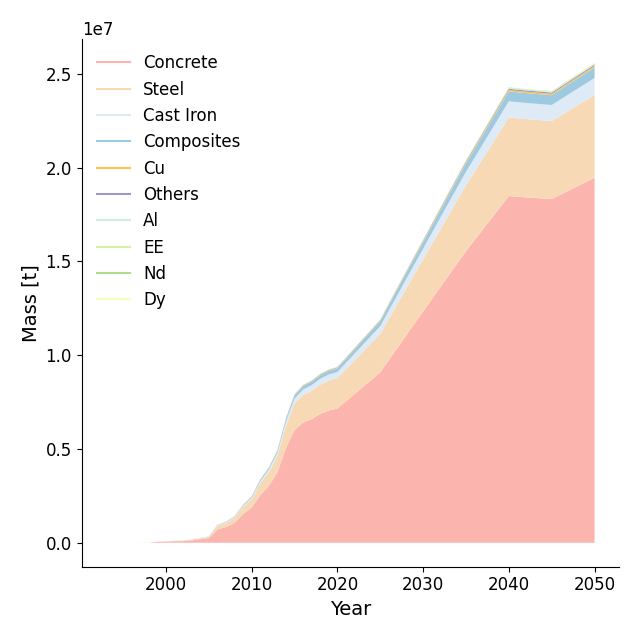 1e7
Concrete
Steel
Cast Iron
Composites
Cu
Others
Al
EE
Nd
Dy
2.5
2.0
1.5
1.0
0.5
0.0
Mass [t]
2000 2010 2020 2030 2040 2050
Year